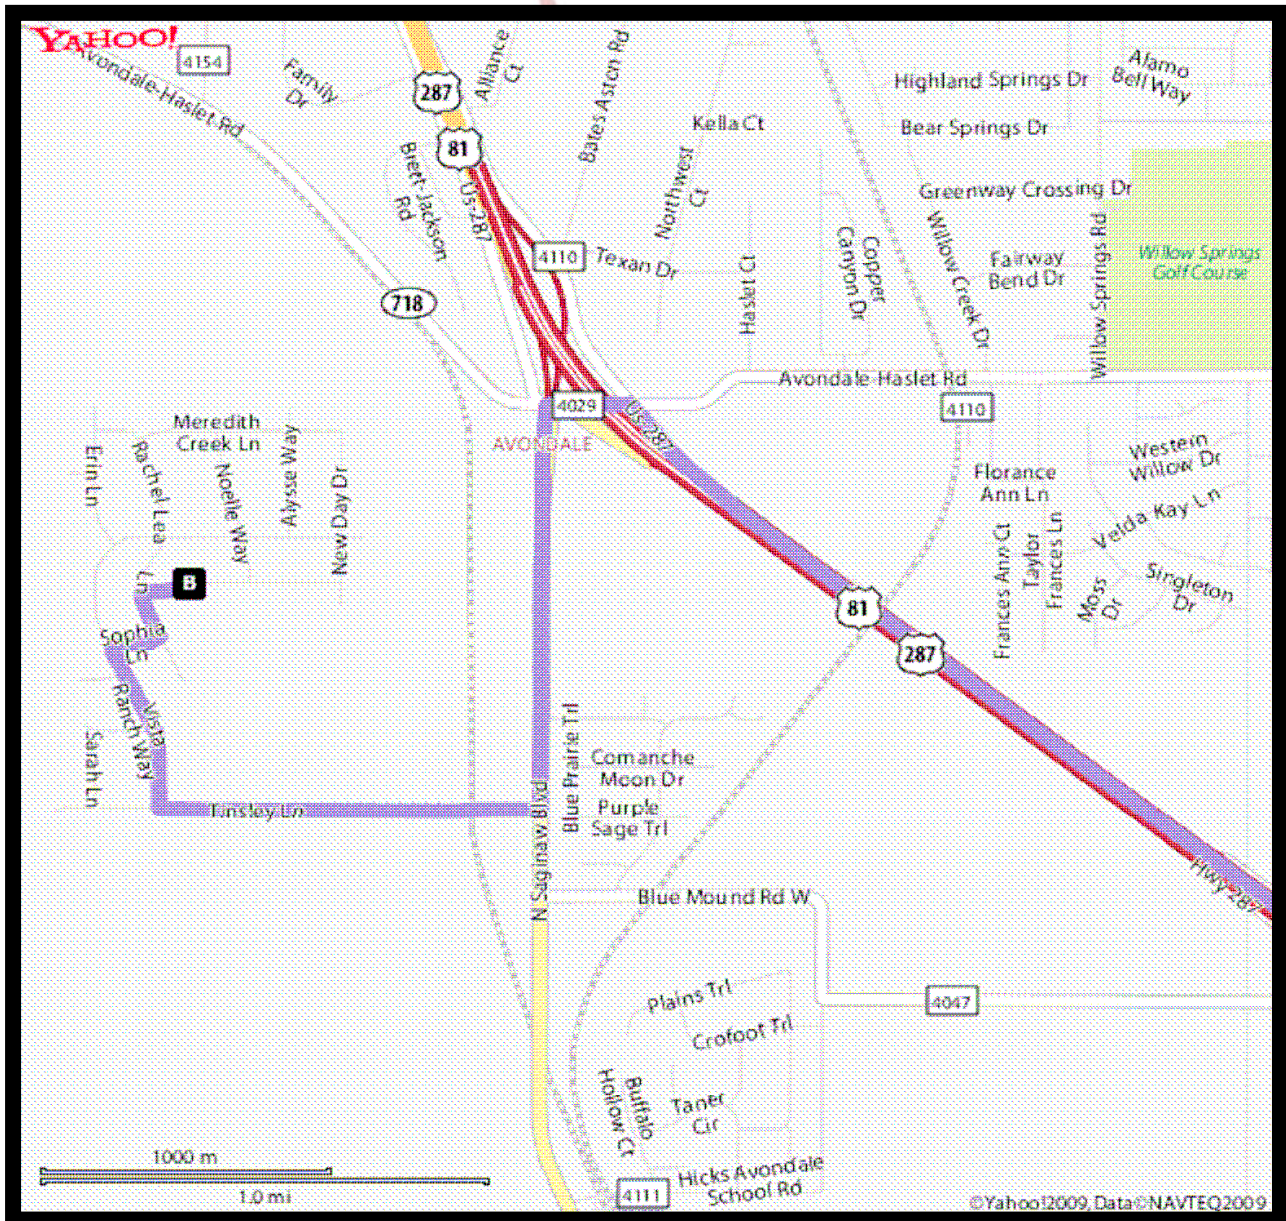 YAHOO!
4154
Avondale-Haslet Rd
Family
Dr
287
Alliance
Ct
Bates Aston Rd
Highland Springs Dr
Alamo
Bell Way
81
Kella Ct
Bear Springs Dr
Brett-Jackson
Rd
US-287
Northwest
Ct
Greenway Crossing Dr
4110
Texan Dr
Haslet Ct
Copper
Canyon Dr
Willow Creek Dr
Fairway
Bend Dr
Willow Springs Rd
Willow Springs
Golf Course
718
Avondale-Haslet Rd
4029
US-287
4110
AVONDALE
Meredith
Creek Ln
Erin Ln
Rachel Lea
Ln
Noelle Way
Alysse Way
New Day Dr
Florance
Ann Ln
Westein
Willow Dr
Velda Kay Ln
Frances Ann Ct
Taylor
Frances Ln
Moss
Dr
Singleton
Dr
B
81
287
Sophia
Ln
Vista
Ranch Way
Sarah Ln
Tinsley Ln
N Saginaw Blvd
Blue Prairie Trl
Comanche
Moon Dr
Purple
Sage Trl
Hwy 287
Blue Mound Rd W
4047
Plains Trl
Crofoot Trl
Buffalo
Hollow Ct
Taner
Cir
Hicks Avondale
School Rd
4111
1000 m
1.0 mi
©Yahoo!2009, Data©NAVTEQ2009